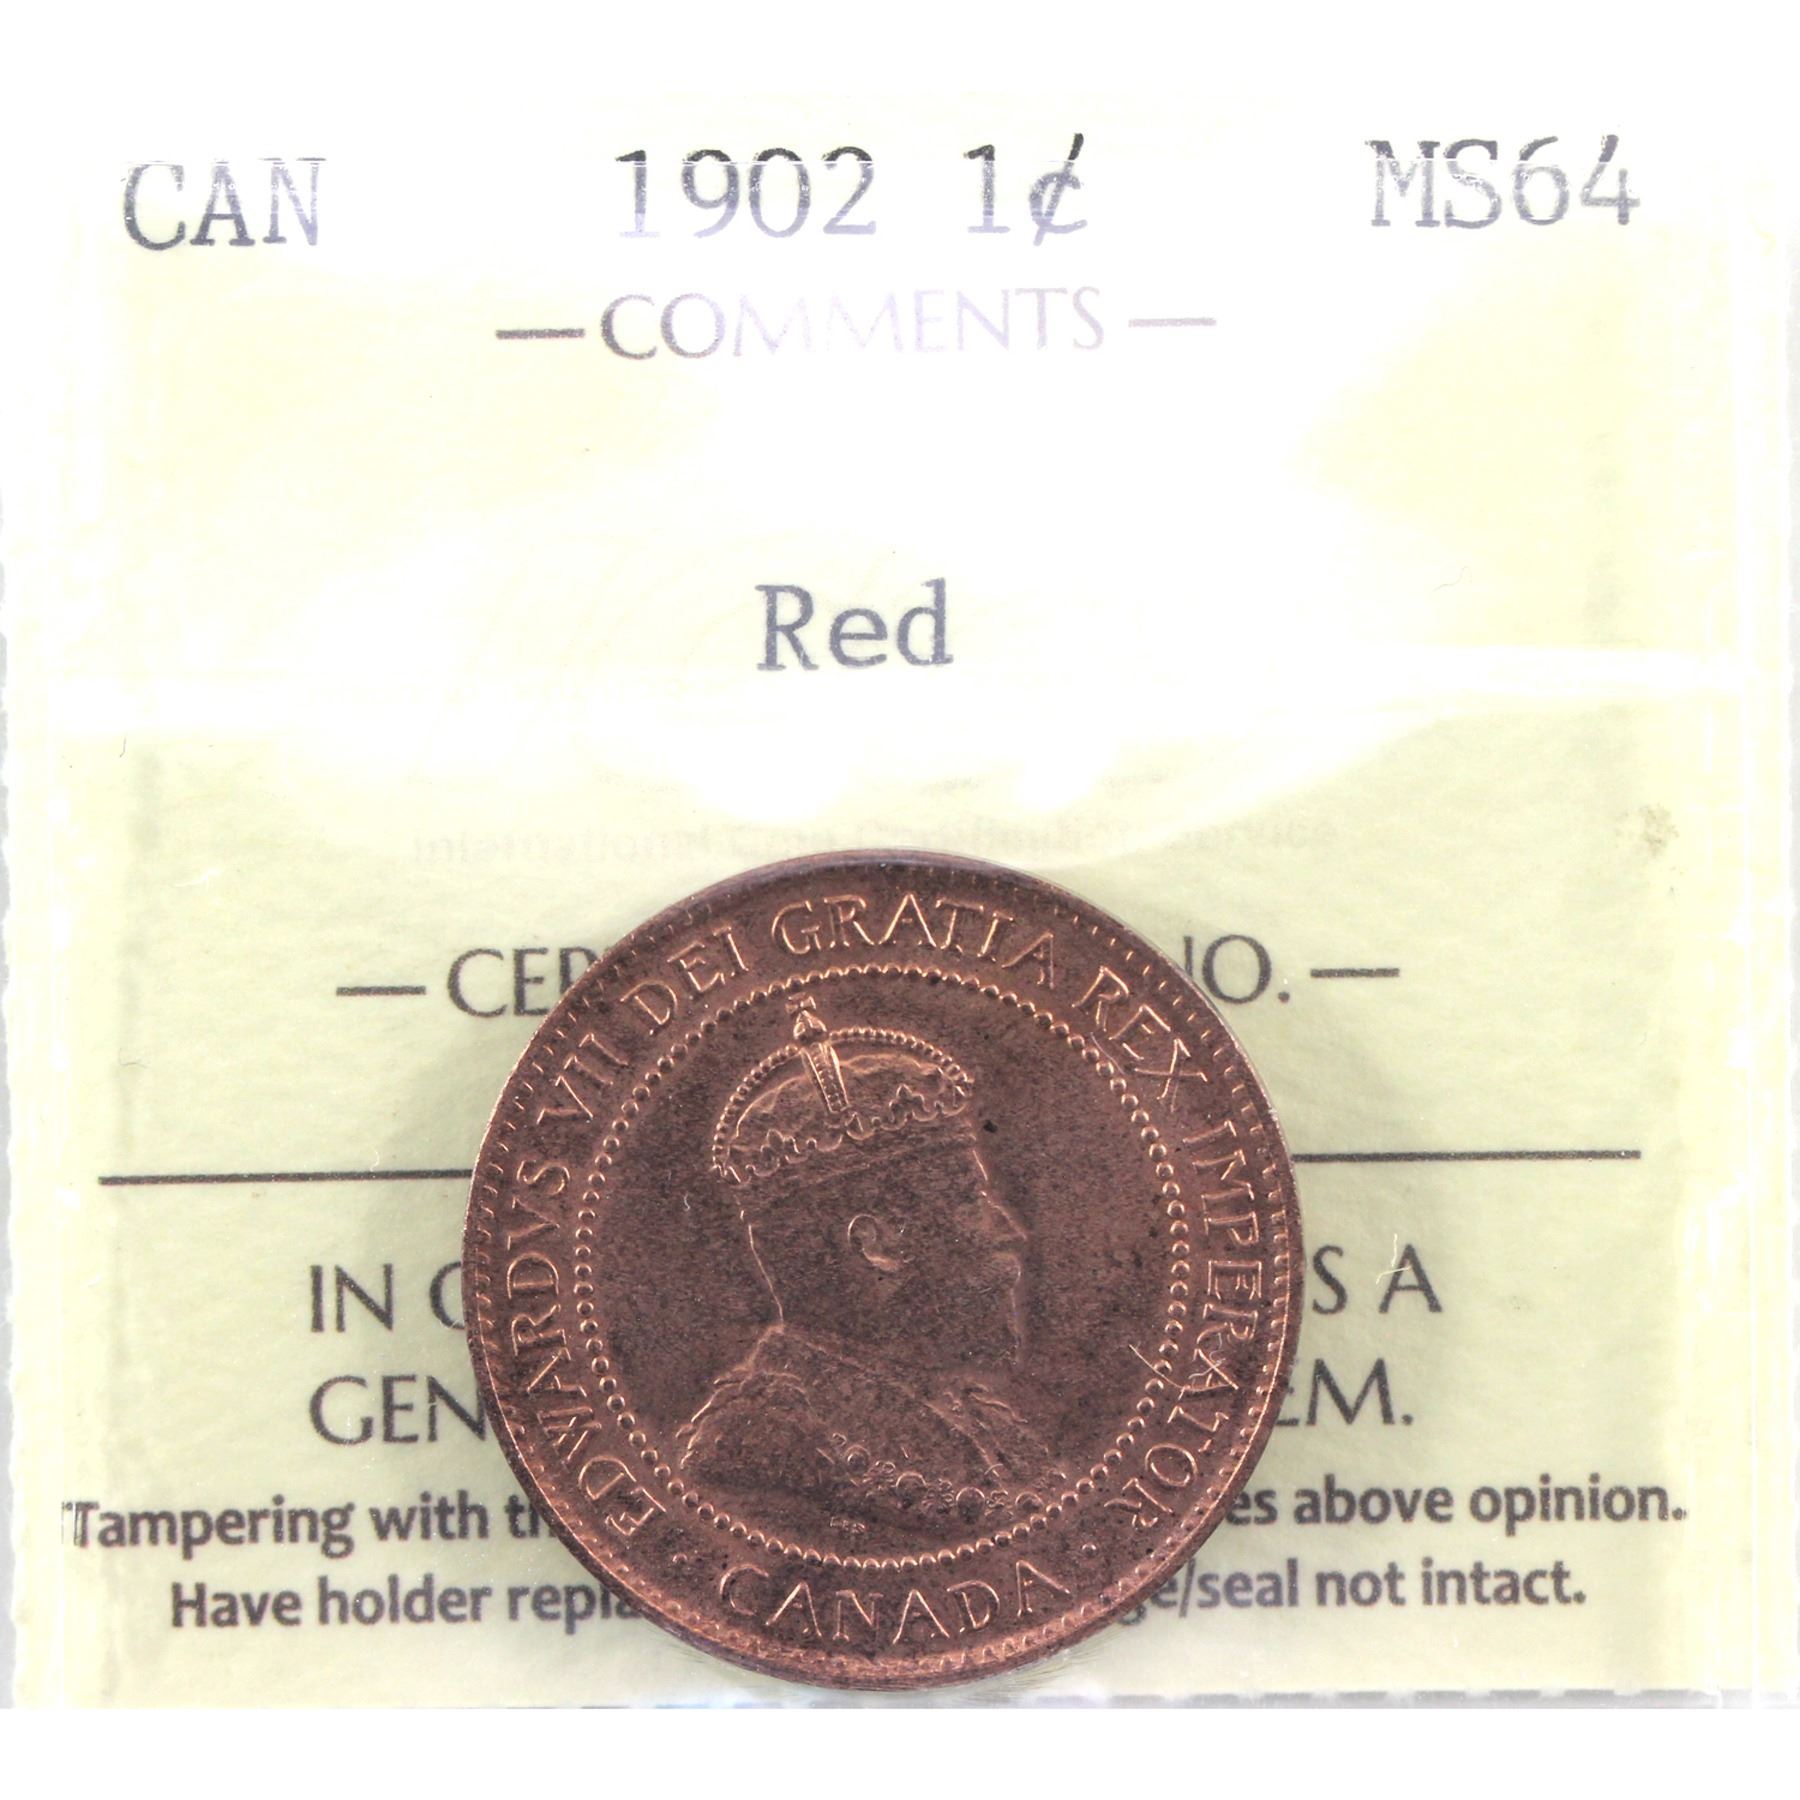 CAN 1902 1¢ MS64
— COMMENTS —
Red
— CER NO. —
IN S A
GEN EM.
Tampering with th es above opinion.
Have holder repla e/seal not intact.
EDWARDVS VII DEI GRATIA REX IMPERATOR
· CANADA ·